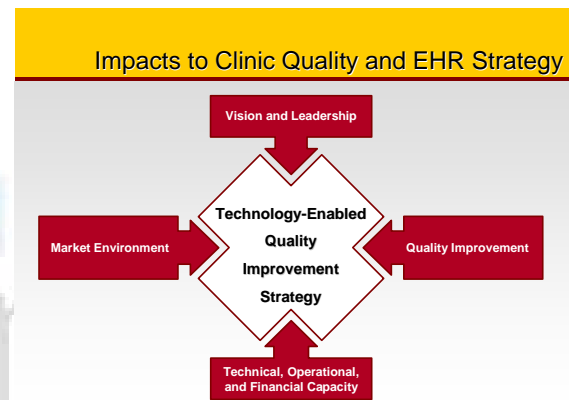 Impacts to Clinic Quality and EHR Strategy
Vision and Leadership
Market Environment
Technology-Enabled
Quality
Improvement
Strategy
Quality Improvement
Technical, Operational,
and Financial Capacity